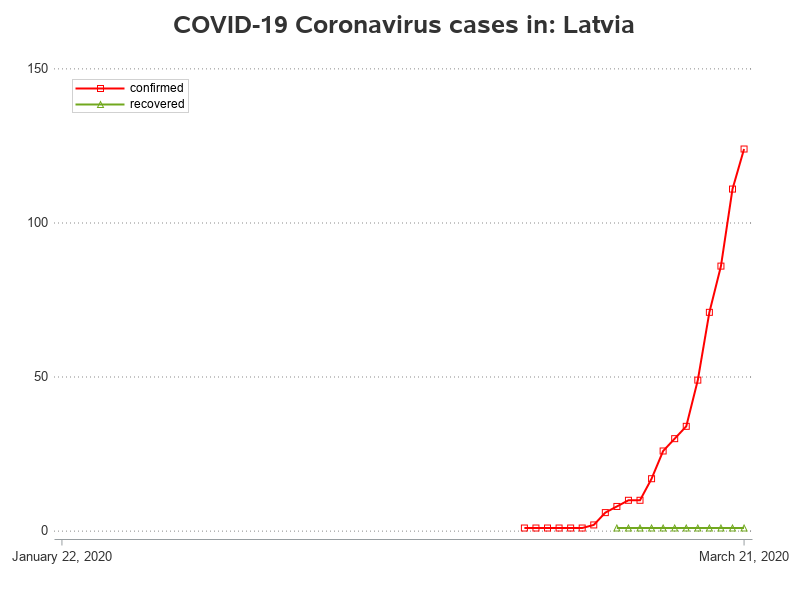 COVID-19 Coronavirus cases in: Latvia
150
confirmed
recovered
100
50
0
January 22, 2020
March 21, 2020